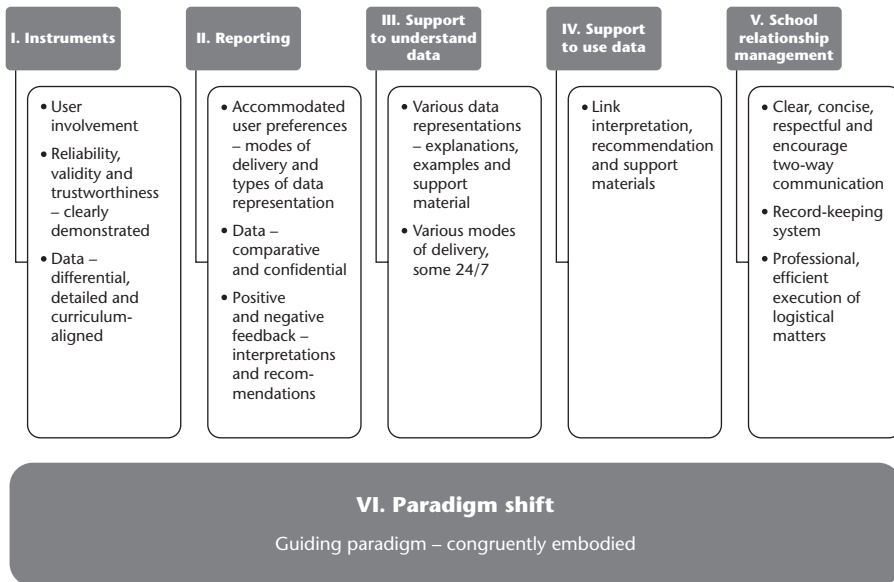 I. Instruments
• User
involvement
• Reliability,
validity and
trustworthiness
– clearly
demonstrated
• Data –
differential,
detailed and
curriculum-
aligned
II. Reporting
• Accommodated
user preferences
– modes of
delivery and
types of data
representation
• Data –
comparative
and confidential
• Positive
and negative
feedback –
interpretations
and recom-
mendations
III. Support
to understand
data
• Various data
representations
– explanations,
examples and
support
material
• Various modes
of delivery,
some 24/7
IV. Support
to use data
• Link
interpretation,
recommendation
and support
materials
V. School
relationship
management
• Clear, concise,
respectful and
encourage
two-way
communication
• Record-keeping
system
• Professional,
efficient
execution of
logistical
matters
VI. Paradigm shift
Guiding paradigm – congruently embodied